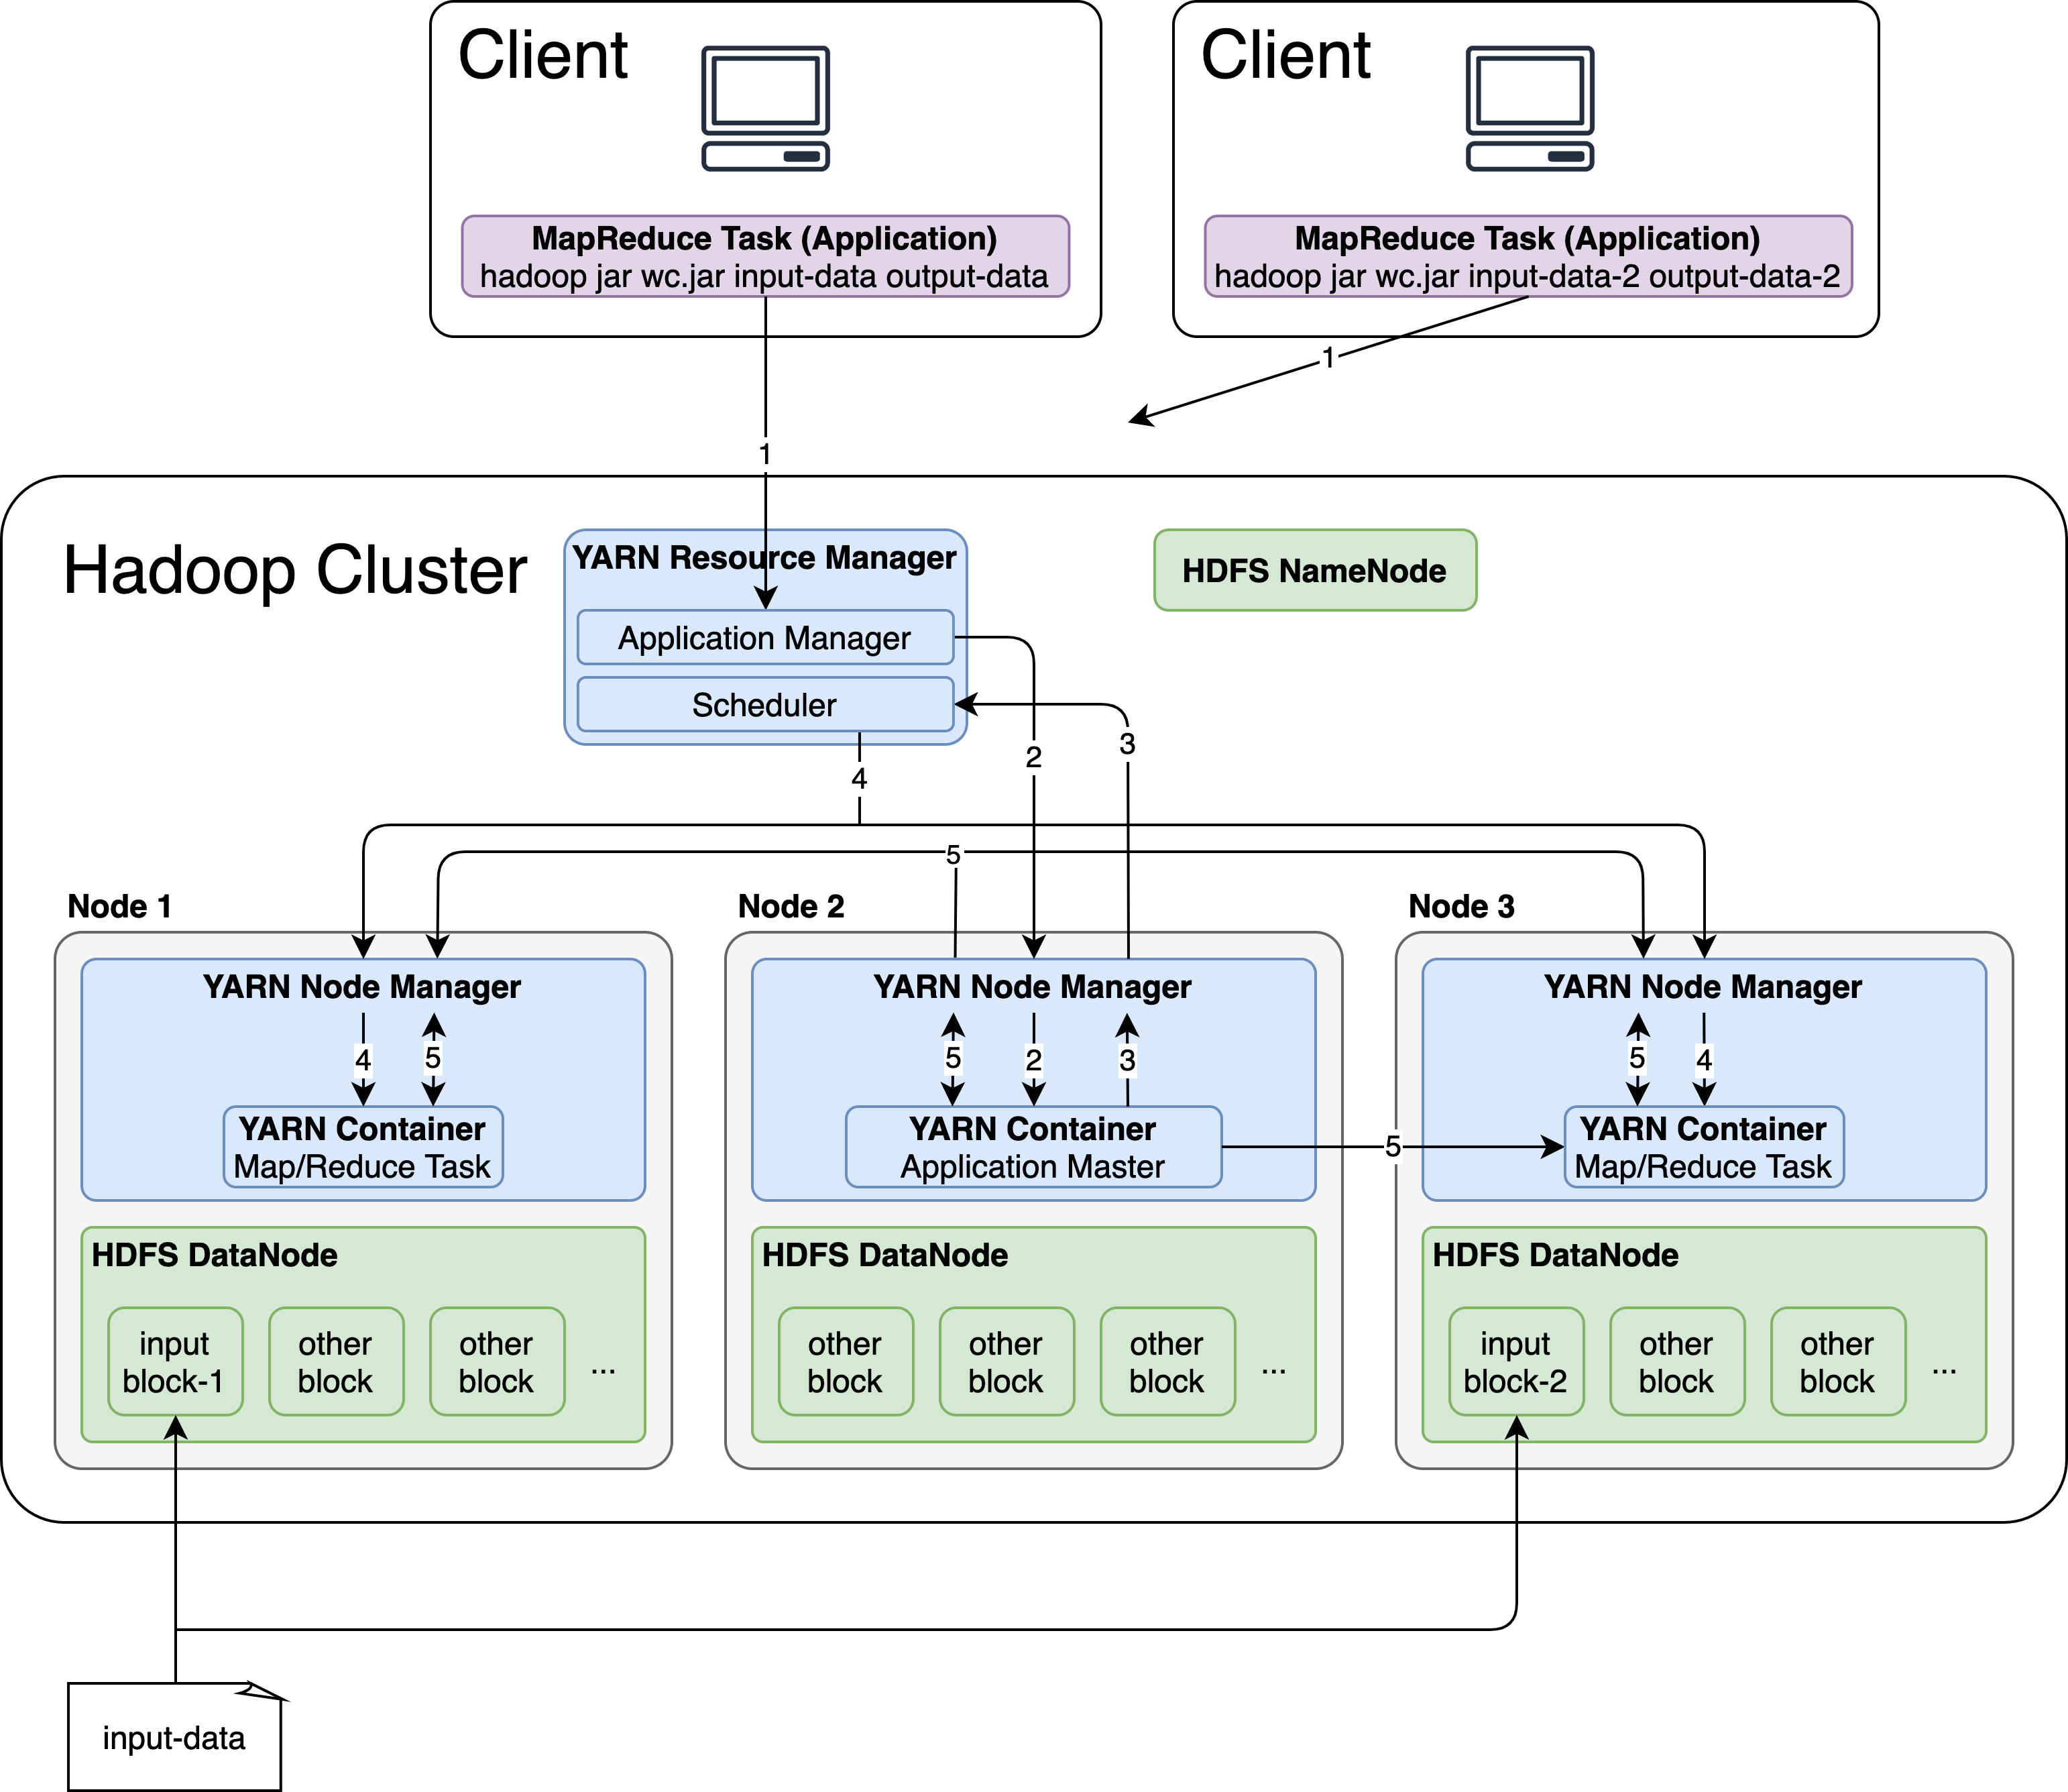 Client
MapReduce Task (Application)
hadoop jar wc.jar input-data output-data
Client
MapReduce Task (Application)
hadoop jar wc.jar input-data-2 output-data-2
1
1
Hadoop Cluster
YARN Resource Manager
Application Manager
Scheduler
HDFS NameNode
2
3
4
5
Node 1
YARN Node Manager
4
5
YARN Container
Map/Reduce Task
HDFS DataNode
input
block-1
other
block
other
block
...
Node 2
YARN Node Manager
5
2
3
YARN Container
Application Master
HDFS DataNode
other
block
other
block
other
block
...
5
Node 3
YARN Node Manager
5
4
YARN Container
Map/Reduce Task
HDFS DataNode
input
block-2
other
block
other
block
...
input-data